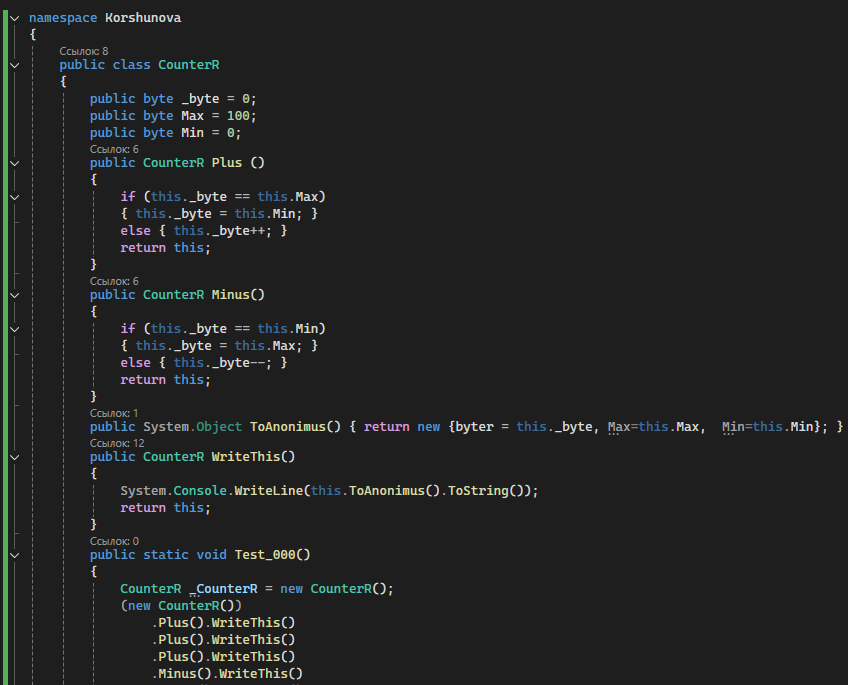 namespace Korshunova
{
Ссылок: 8
public class CounterR
{
public byte _byte = 0;
public byte Max = 100;
public byte Min = 0;
Ссылок: 6
public CounterR Plus ()
{
if (this._byte == this.Max)
{ this._byte = this.Min; }
else { this._byte++; }
return this;
}
Ссылок: 6
public CounterR Minus()
{
if (this._byte == this.Min)
{ this._byte = this.Max; }
else { this._byte--; }
return this;
}
Ссылок: 1
public System.Object ToAnonimus() { return new {byter = this._byte, Max=this.Max,  Min=this.Min}; }
Ссылок: 12
public CounterR WriteThis()
{
System.Console.WriteLine(this.ToAnonimus().ToString());
return this;
}
Ссылок: 0
public static void Test_000()
{
CounterR _CounterR = new CounterR();
(new CounterR())
.Plus().WriteThis()
.Plus().WriteThis()
.Plus().WriteThis()
.Minus().WriteThis()